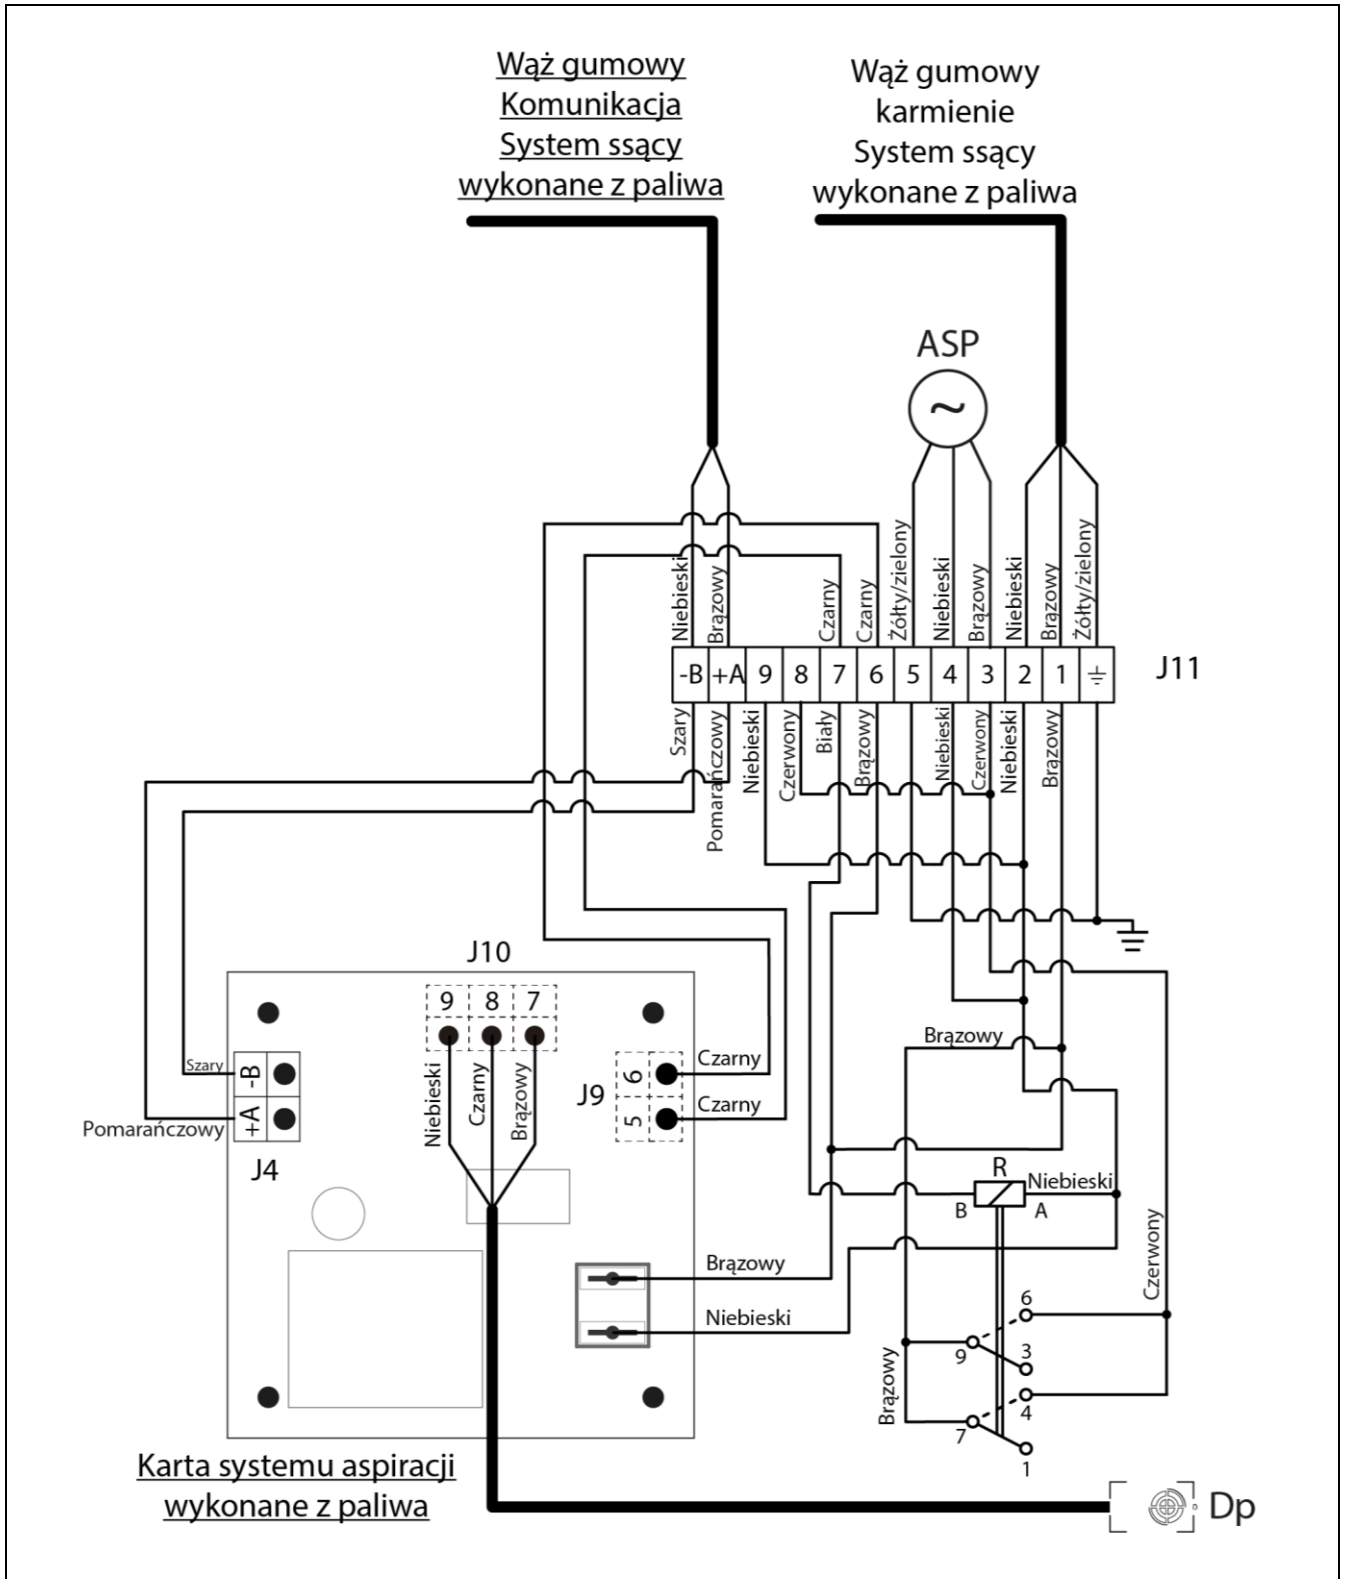 Wąż gumowy
Komunikacja
System ssący
wykonane z paliwa
Wąż gumowy
karmienie
System ssący
wykonane z paliwa
ASP
~
Niebieski
Brązowy
Czarny
Czarny
Żółty/zielony
Niebieski
Brązowy
Niebieski
Brązowy
Żółty/zielony
-B +A 9 8 7 6 5 4 3 2 1
J11
Szary
Pomarańczowy
Niebieski
Czerwony
Biały
Brązowy
Niebieski
Czerwony
Niebieski
Brązowy
J10
9 8 7
Niebieski
Czarny
Brązowy
Szary
-B
+A
Pomarańczowy
J4
J9
6
5
Czarny
Czarny
Brązowy
R
Niebieski
B A
Czerwony
Brązowy
Niebieski
6
9
3
4
7
1
Brązowy
Karta systemu aspiracji
wykonane z paliwa
Dp